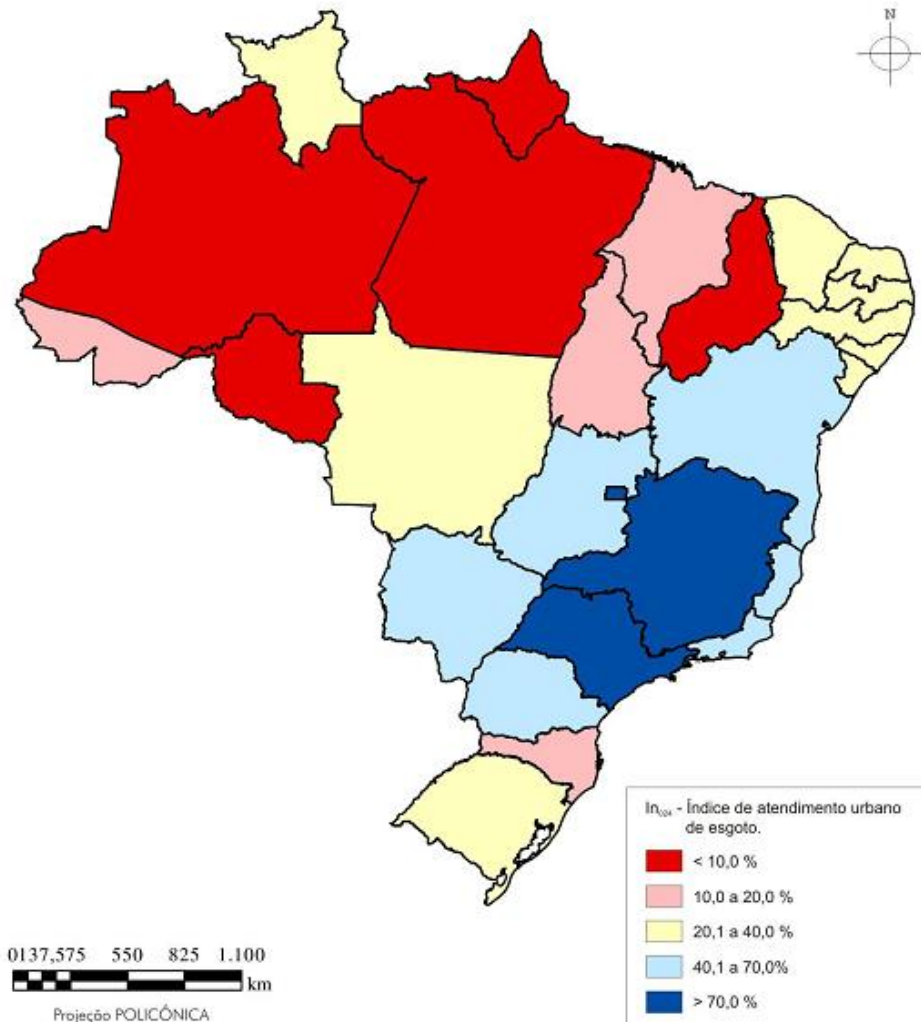 N
In₀₂₄ - Índice de atendimento urbano
de esgoto.
< 10,0 %
10,0 a 20,0 %
20,1 a 40,0 %
40,1 a 70,0%
> 70,0 %
0137,575 550 825 1.100
km
Projeção POLICÔNICA